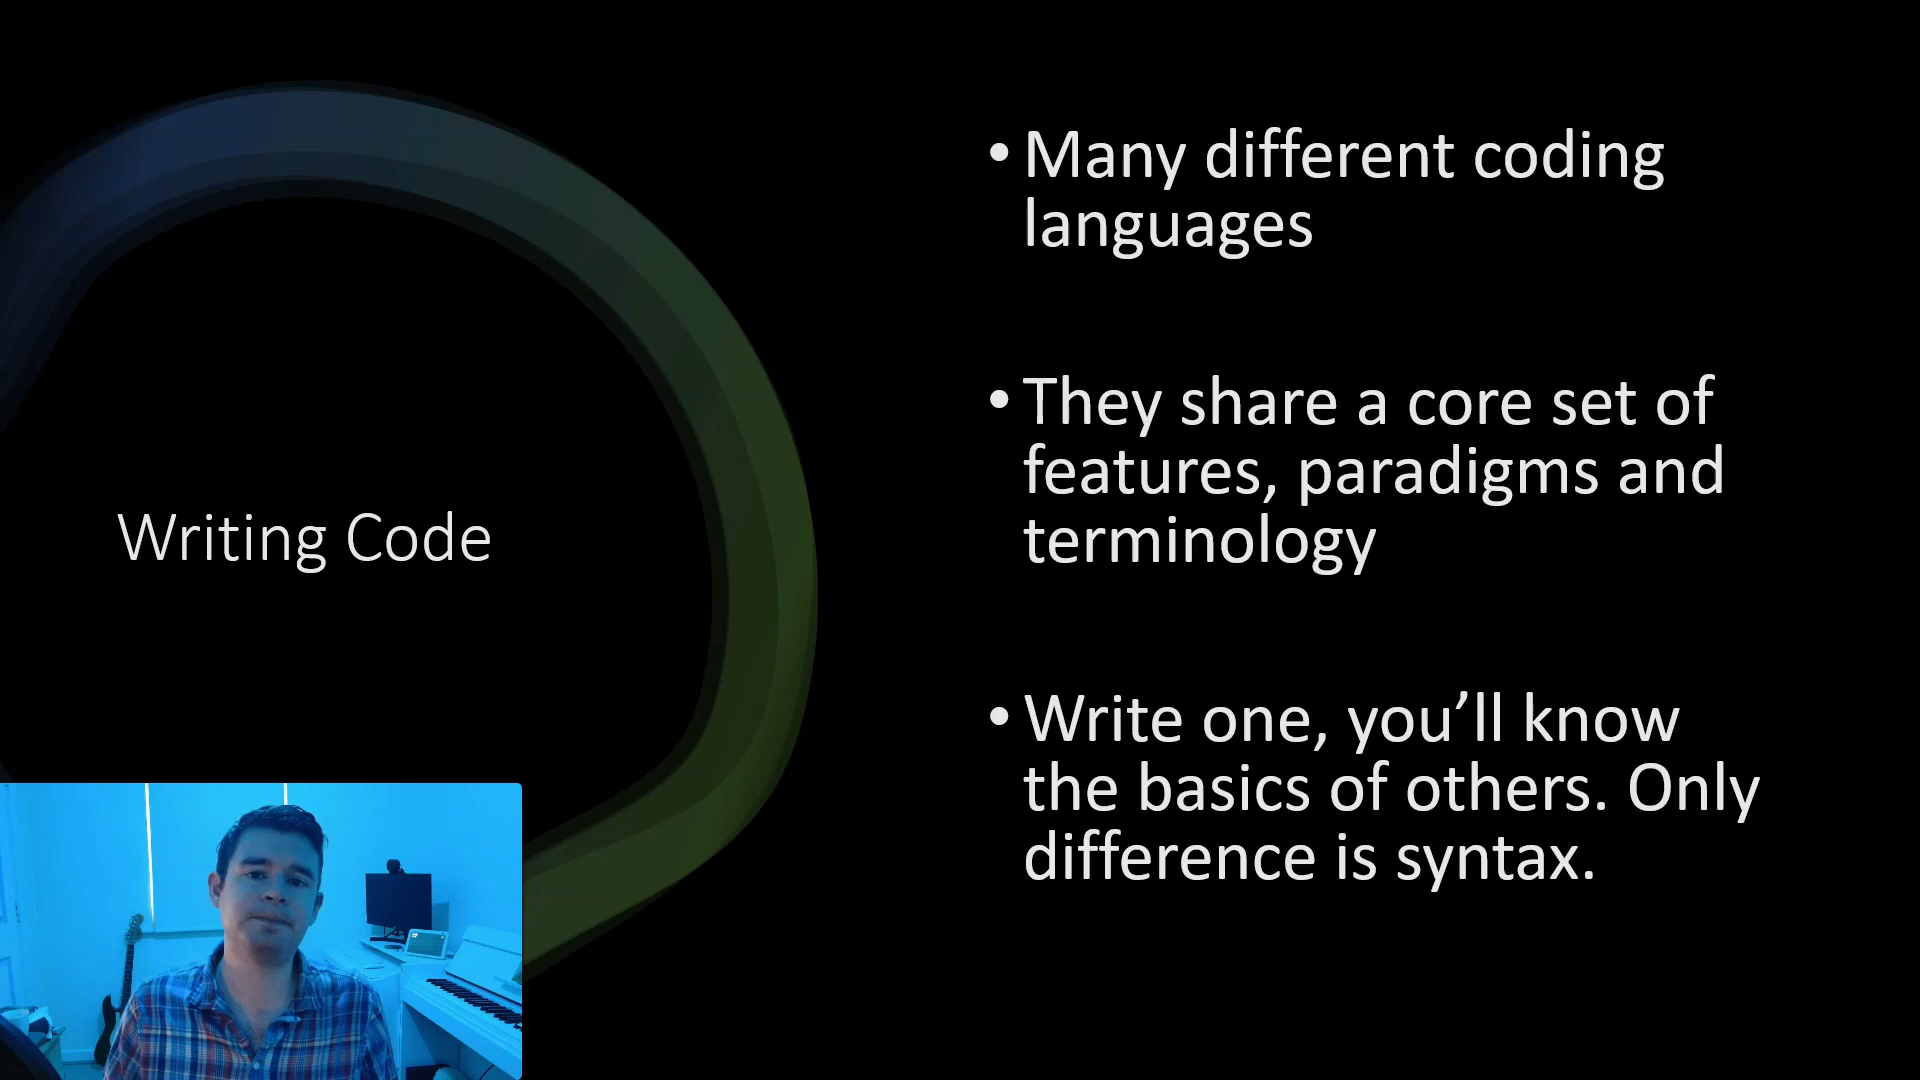 Writing Code
• Many different coding
languages
• They share a core set of
features, paradigms and
terminology
• Write one, you’ll know
the basics of others. Only
difference is syntax.